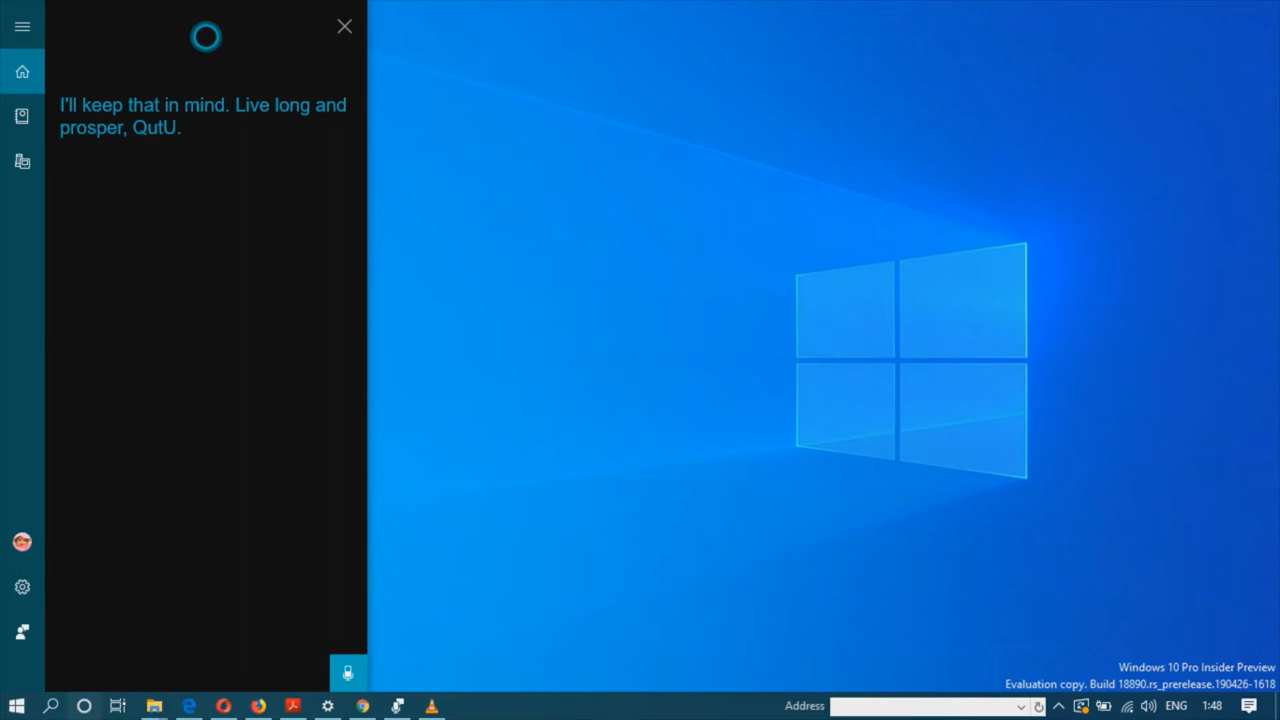 I'll keep that in mind. Live long and
prosper, QutU.
Windows 10 Pro Insider Preview
Evaluation copy. Build 18890.rs_prerelease.190426-1618
Address
ENG
1:48